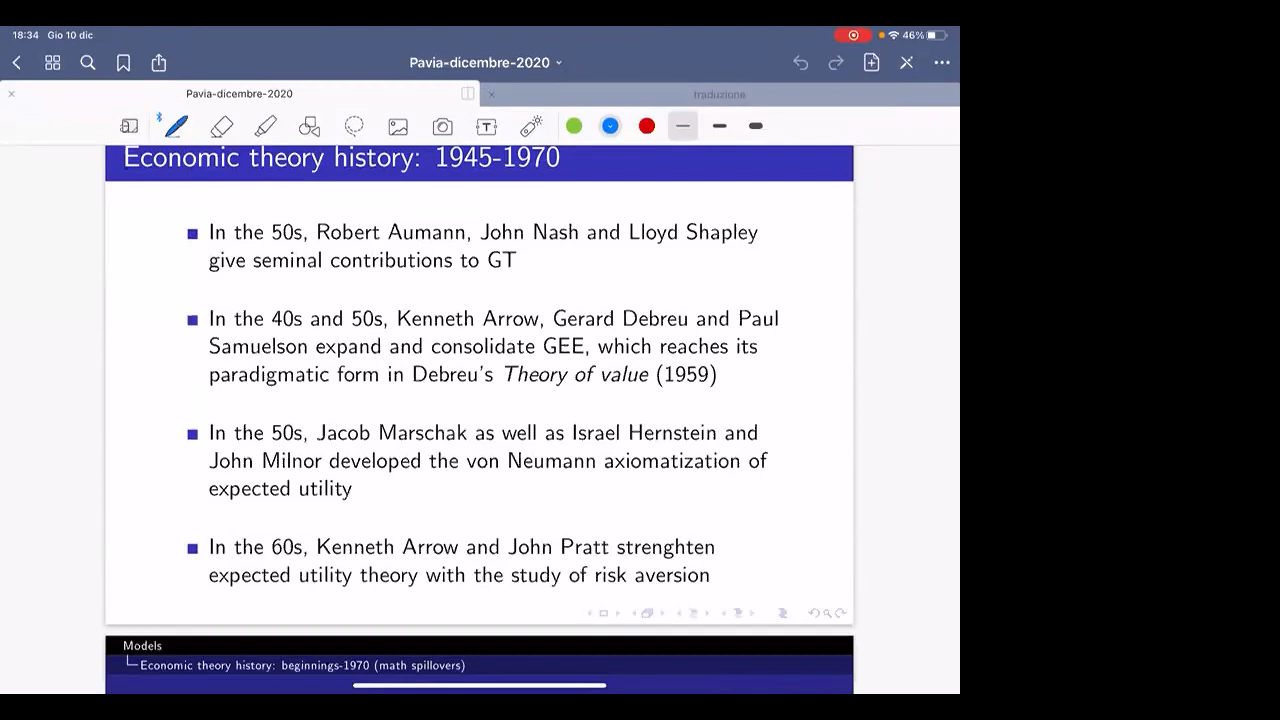 18:34 Gio 10 dic
46%
Pavia-dicembre-2020
Pavia-dicembre-2020
traduzione
Economic theory history: 1945-1970
In the 50s, Robert Aumann, John Nash and Lloyd Shapley
give seminal contributions to GT
In the 40s and 50s, Kenneth Arrow, Gerard Debreu and Paul
Samuelson expand and consolidate GEE, which reaches its
paradigmatic form in Debreu's Theory of value (1959)
In the 50s, Jacob Marschak as well as Israel Hernstein and
John Milnor developed the von Neumann axiomatization of
expected utility
In the 60s, Kenneth Arrow and John Pratt strenghten
expected utility theory with the study of risk aversion
Models
Economic theory history: beginnings-1970 (math spillovers)